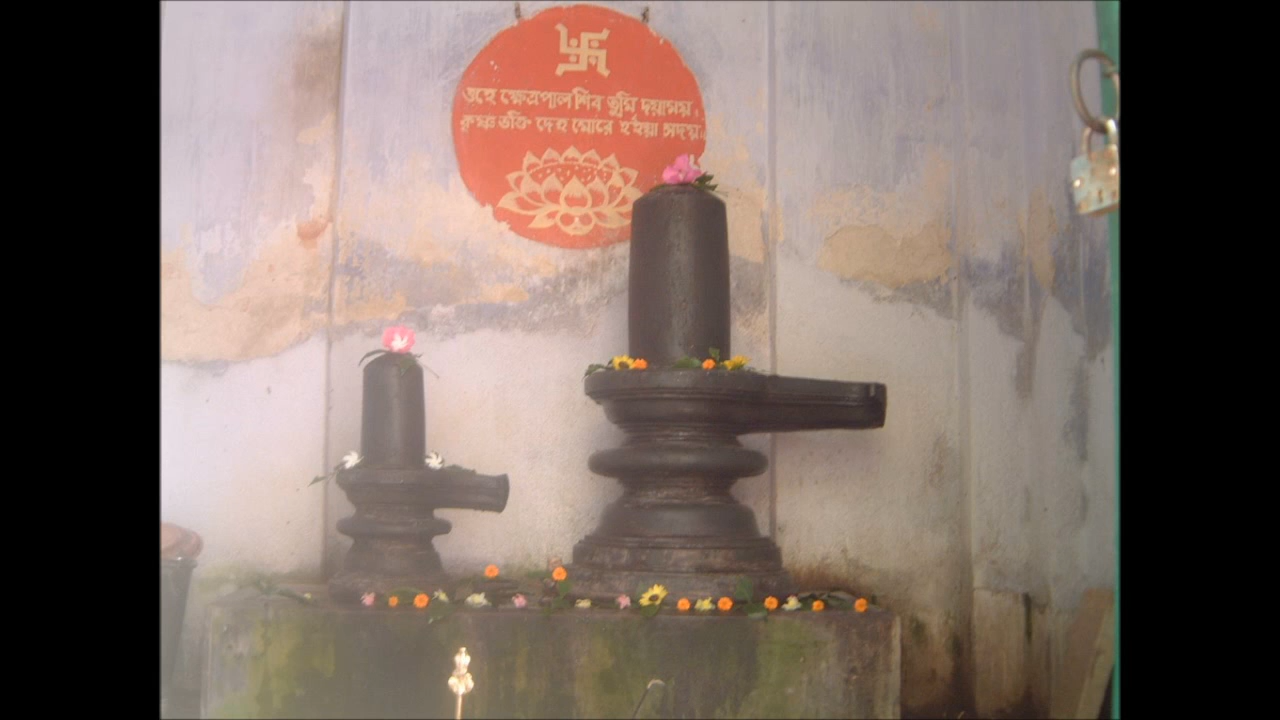 ওহে ক্ষেত্রপাল শিব তুমি দয়াময়,
কৃষ্ণ ভক্তি দেহ মোরে হইয়া সদয়।